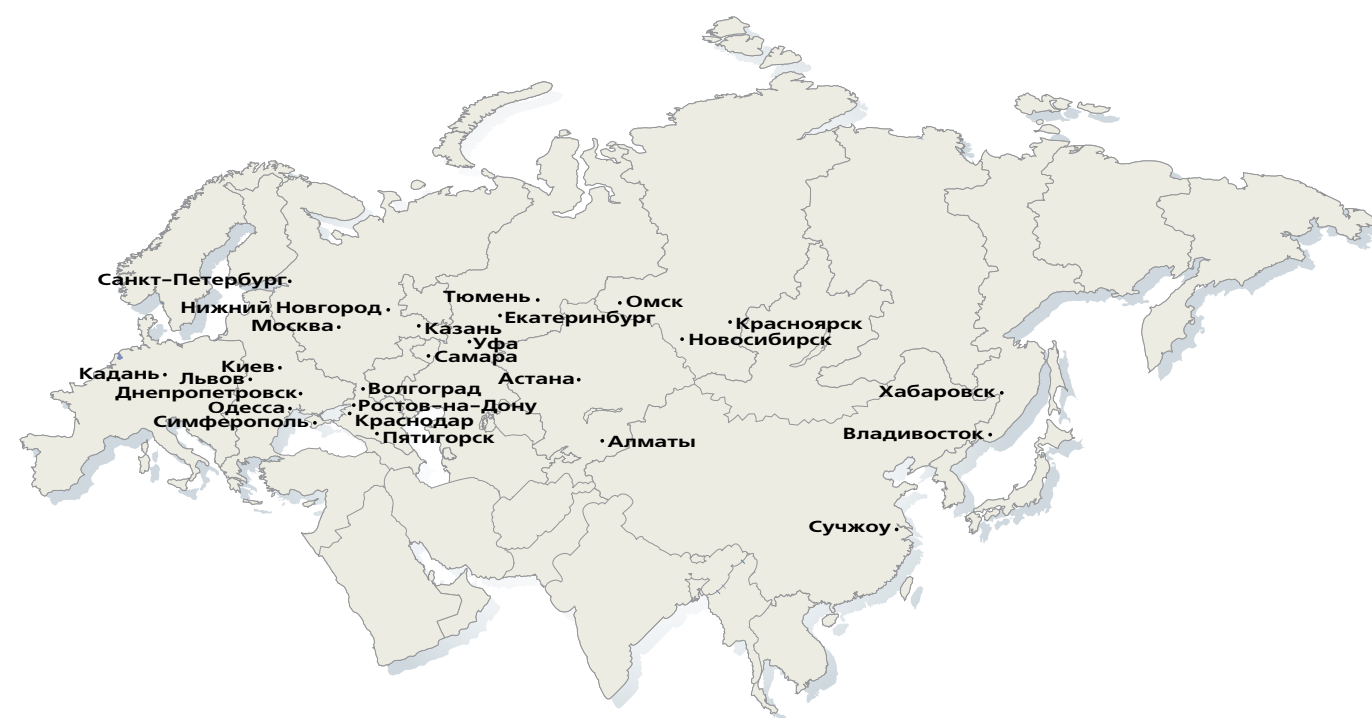 Санкт-Петербург
Тюмень
Омск
Нижний Новгород
Екатеринбург
Москва
Казань
Красноярск
Уфа
Новосибирск
Самара
Киев
Кадань
Львов
Астана
Волгоград
Днепропетровск
Хабаровск
Одесса
Ростов-на-Дону
Симферополь
Краснодар
Пятигорск
Алматы
Владивосток
Сучжоу